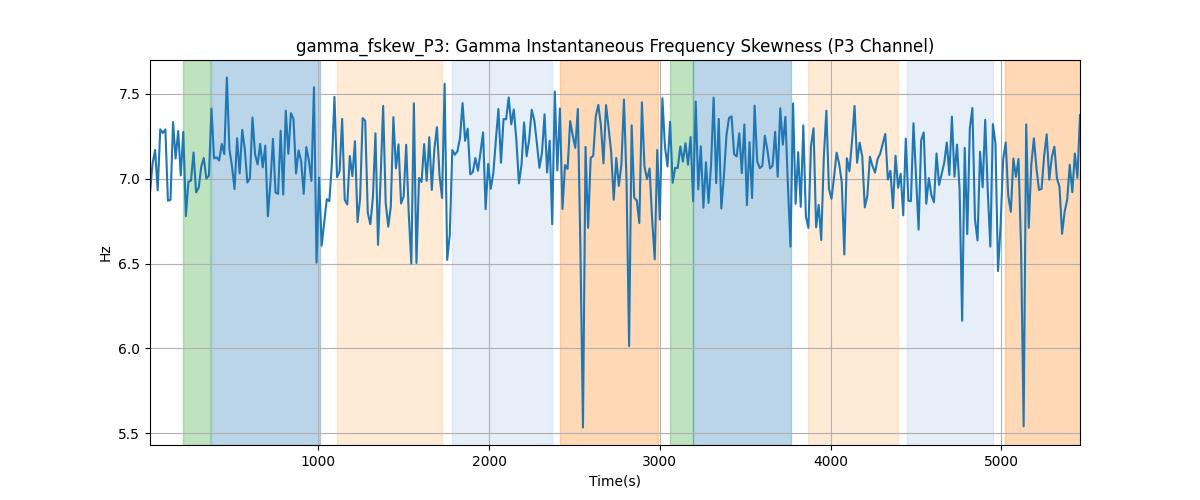 gamma_fskew_P3: Gamma Instantaneous Frequency Skewness (P3 Channel)
7.5
7.0
6.5
6.0
5.5
Hz
1000 2000 3000 4000 5000
Time(s)